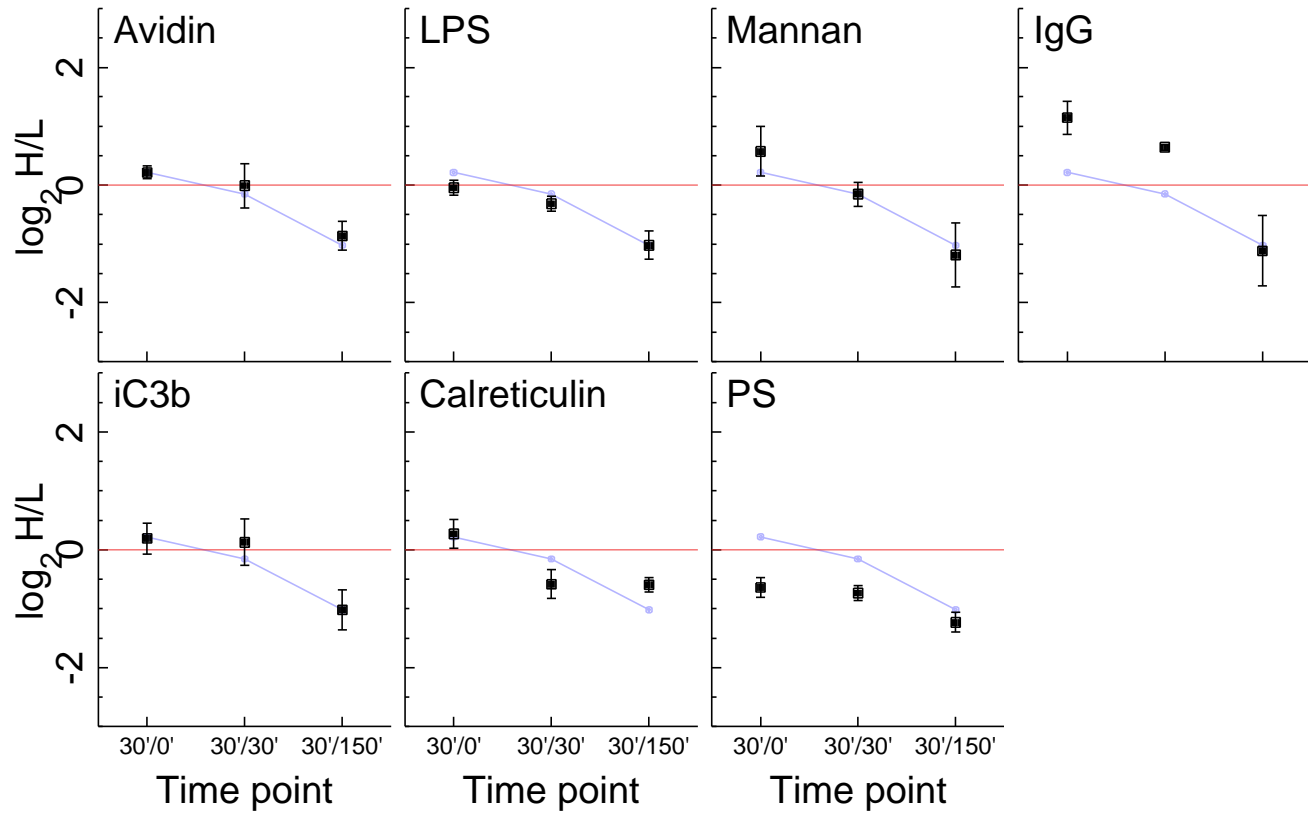 Avidin
LPS
Mannan
IgG
log2 H/L
2
0
-2
iC3b
Calreticulin
PS
log2 H/L
2
0
-2
30'/0' 30'/30' 30'/150'
30'/0' 30'/30' 30'/150'
30'/0' 30'/30' 30'/150'
Time point
Time point
Time point